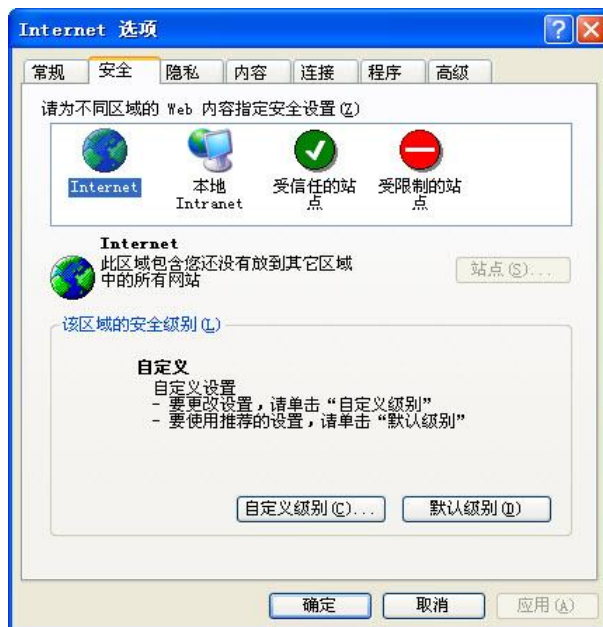 Internet 选项
常规 安全 隐私 内容 连接 程序 高级
请为不同区域的 Web 内容指定安全设置(Z)
Internet
本地
Intranet
受信任的站
点
受限制的站
点
Internet
此区域包含您还没有放到其它区域
中的所有网站
站点(S)...
该区域的安全级别(L)
自定义
自定义设置
- 要更改设置，请单击“自定义级别”
- 要使用推荐的设置，请单击“默认级别”
自定义级别(C)... 默认级别(D)
确定 取消 应用(A)